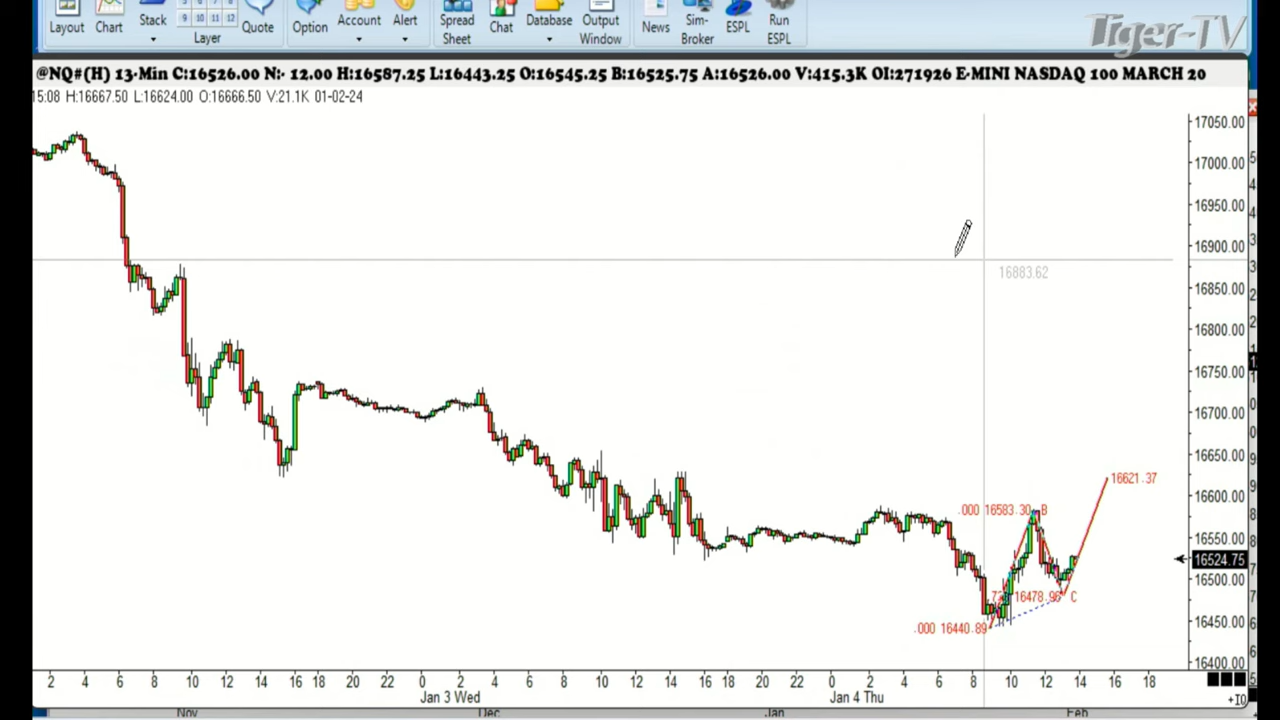 Tiger-TV
Layout Chart Stack Layer Quote Option Account Alert Spread Sheet Chat Database Output Window News Sim-Broker ESPL Run ESPL
7 8
9 10 11 12
@NQ#(H) 13-Min C:16526.00 N:- 12.00 H:16587.25 L:16443.25 O:16545.25 B:16525.75 A:16526.00 V:415.3K OI:271926 E-MINI NASDAQ 100 MARCH 20
15:08 H:16667.50 L:16624.00 O:16666.50 V:21.1K 01-02-24
17050.00
17000.00
16950.00
16900.00
16883.62
16850.00
16800.00
16750.00
16700.00
16650.00
16621.37
16600.00
.000 16583.30 B
16550.00
16524.75
16500.00
16478.96 C
16450.00
.000 16440.89
16400.00
2 4 6 8 10 12 14 16 18 20 22 0 2 4 6 8 10 12 14 16 18 20 22 0 2 4 6 8 10 12 14 16 18
Jan 3 Wed Jan 4 Thu
Nov Dec Jan Feb